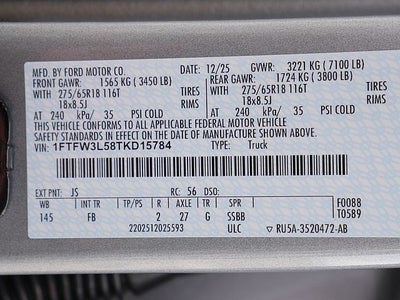 MFD. BY FORD MOTOR CO. 12/25 GVWR: 3221 KG ( 7100 LB)
FRONT GAWR: 1565 KG ( 3450 LB) REAR GAWR: 1724 KG ( 3800 LB)
WITH 275/65R18 116T TIRES WITH 275/65R18 116T TIRES
18x8.5J RIMS 18x8.5J RIMS
AT 240 kPa/ 35 PSI COLD AT 240 kPa/ 35 PSI COLD
THIS VEHICLE CONFORMS TO ALL APPLICABLE FEDERAL MOTOR VEHICLE
SAFETY STANDARDS IN EFFECT ON THE DATE OF MANUFACTURE SHOWN ABOVE.
VIN: 1FTFW3L58TKD15784 TYPE: Truck
EXT PNT: JS RC: 56 DSO: F0088
WB INT TR TP/PS R AXLE TR SPR T0589
145 FB 2 27 G SSBB
2202512025593 ULC ▽ RU5A-3520472-AB